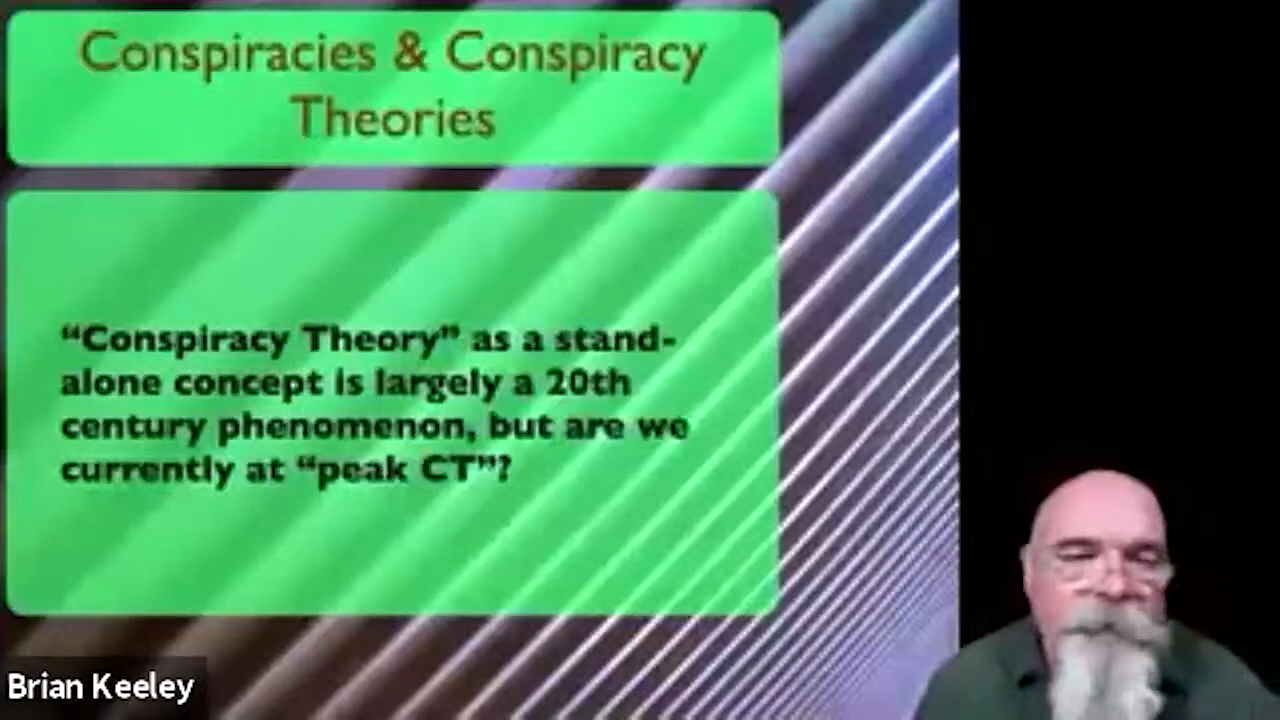 Conspiracies & Conspiracy
Theories
“Conspiracy Theory” as a stand-
alone concept is largely a 20th
century phenomenon, but are we
currently at “peak CT”?
Brian Keeley